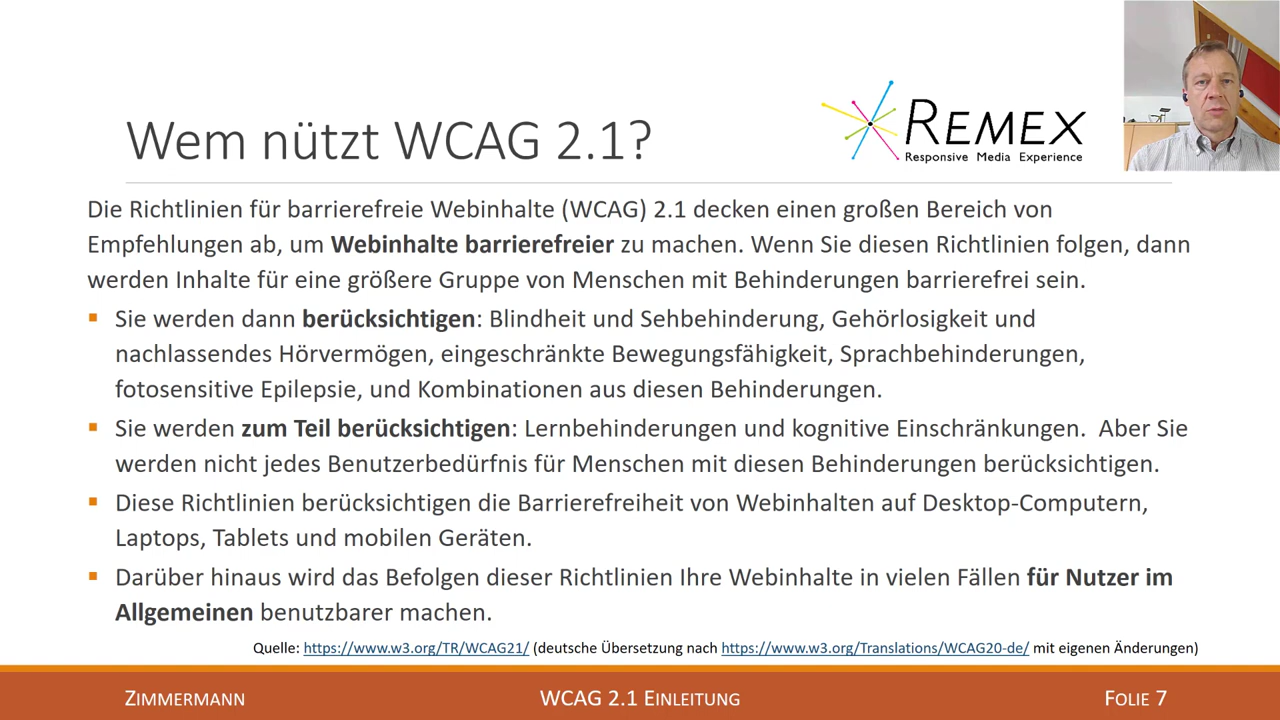 Wem nützt WCAG 2.1?
REMEX
Responsive Media Experience
Die Richtlinien für barrierefreie Webinhalte (WCAG) 2.1 decken einen großen Bereich von
Empfehlungen ab, um Webinhalte barrierefreier zu machen. Wenn Sie diesen Richtlinien folgen, dann
werden Inhalte für eine größere Gruppe von Menschen mit Behinderungen barrierefrei sein.
▪ Sie werden dann berücksichtigen: Blindheit und Sehbehinderung, Gehörlosigkeit und
nachlassendes Hörvermögen, eingeschränkte Bewegungsfähigkeit, Sprachbehinderungen,
fotosensitive Epilepsie, und Kombinationen aus diesen Behinderungen.
▪ Sie werden zum Teil berücksichtigen: Lernbehinderungen und kognitive Einschränkungen.  Aber Sie
werden nicht jedes Benutzerbedürfnis für Menschen mit diesen Behinderungen berücksichtigen.
▪ Diese Richtlinien berücksichtigen die Barrierefreiheit von Webinhalten auf Desktop-Computern,
Laptops, Tablets und mobilen Geräten.
▪ Darüber hinaus wird das Befolgen dieser Richtlinien Ihre Webinhalte in vielen Fällen für Nutzer im
Allgemeinen benutzbarer machen.
Quelle: https://www.w3.org/TR/WCAG21/ (deutsche Übersetzung nach https://www.w3.org/Translations/WCAG20-de/ mit eigenen Änderungen)
ZIMMERMANN
WCAG 2.1 EINLEITUNG
FOLIE 7